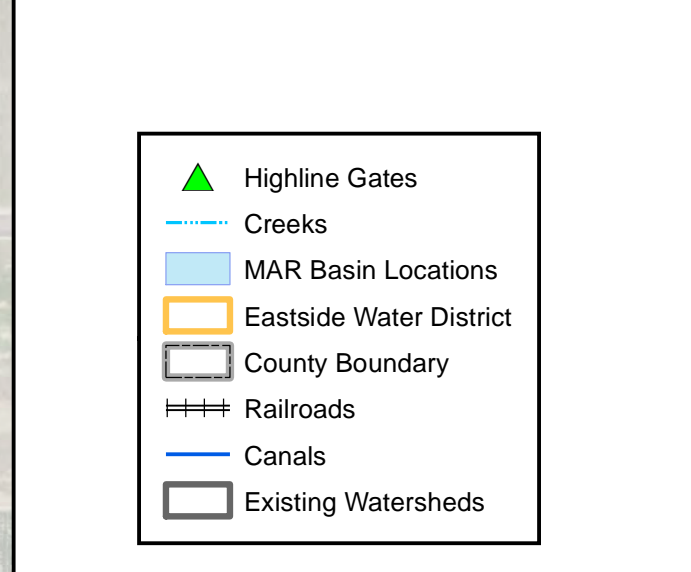 Highline Gates
Creeks
MAR Basin Locations
Eastside Water District
County Boundary
Railroads
Canals
Existing Watersheds